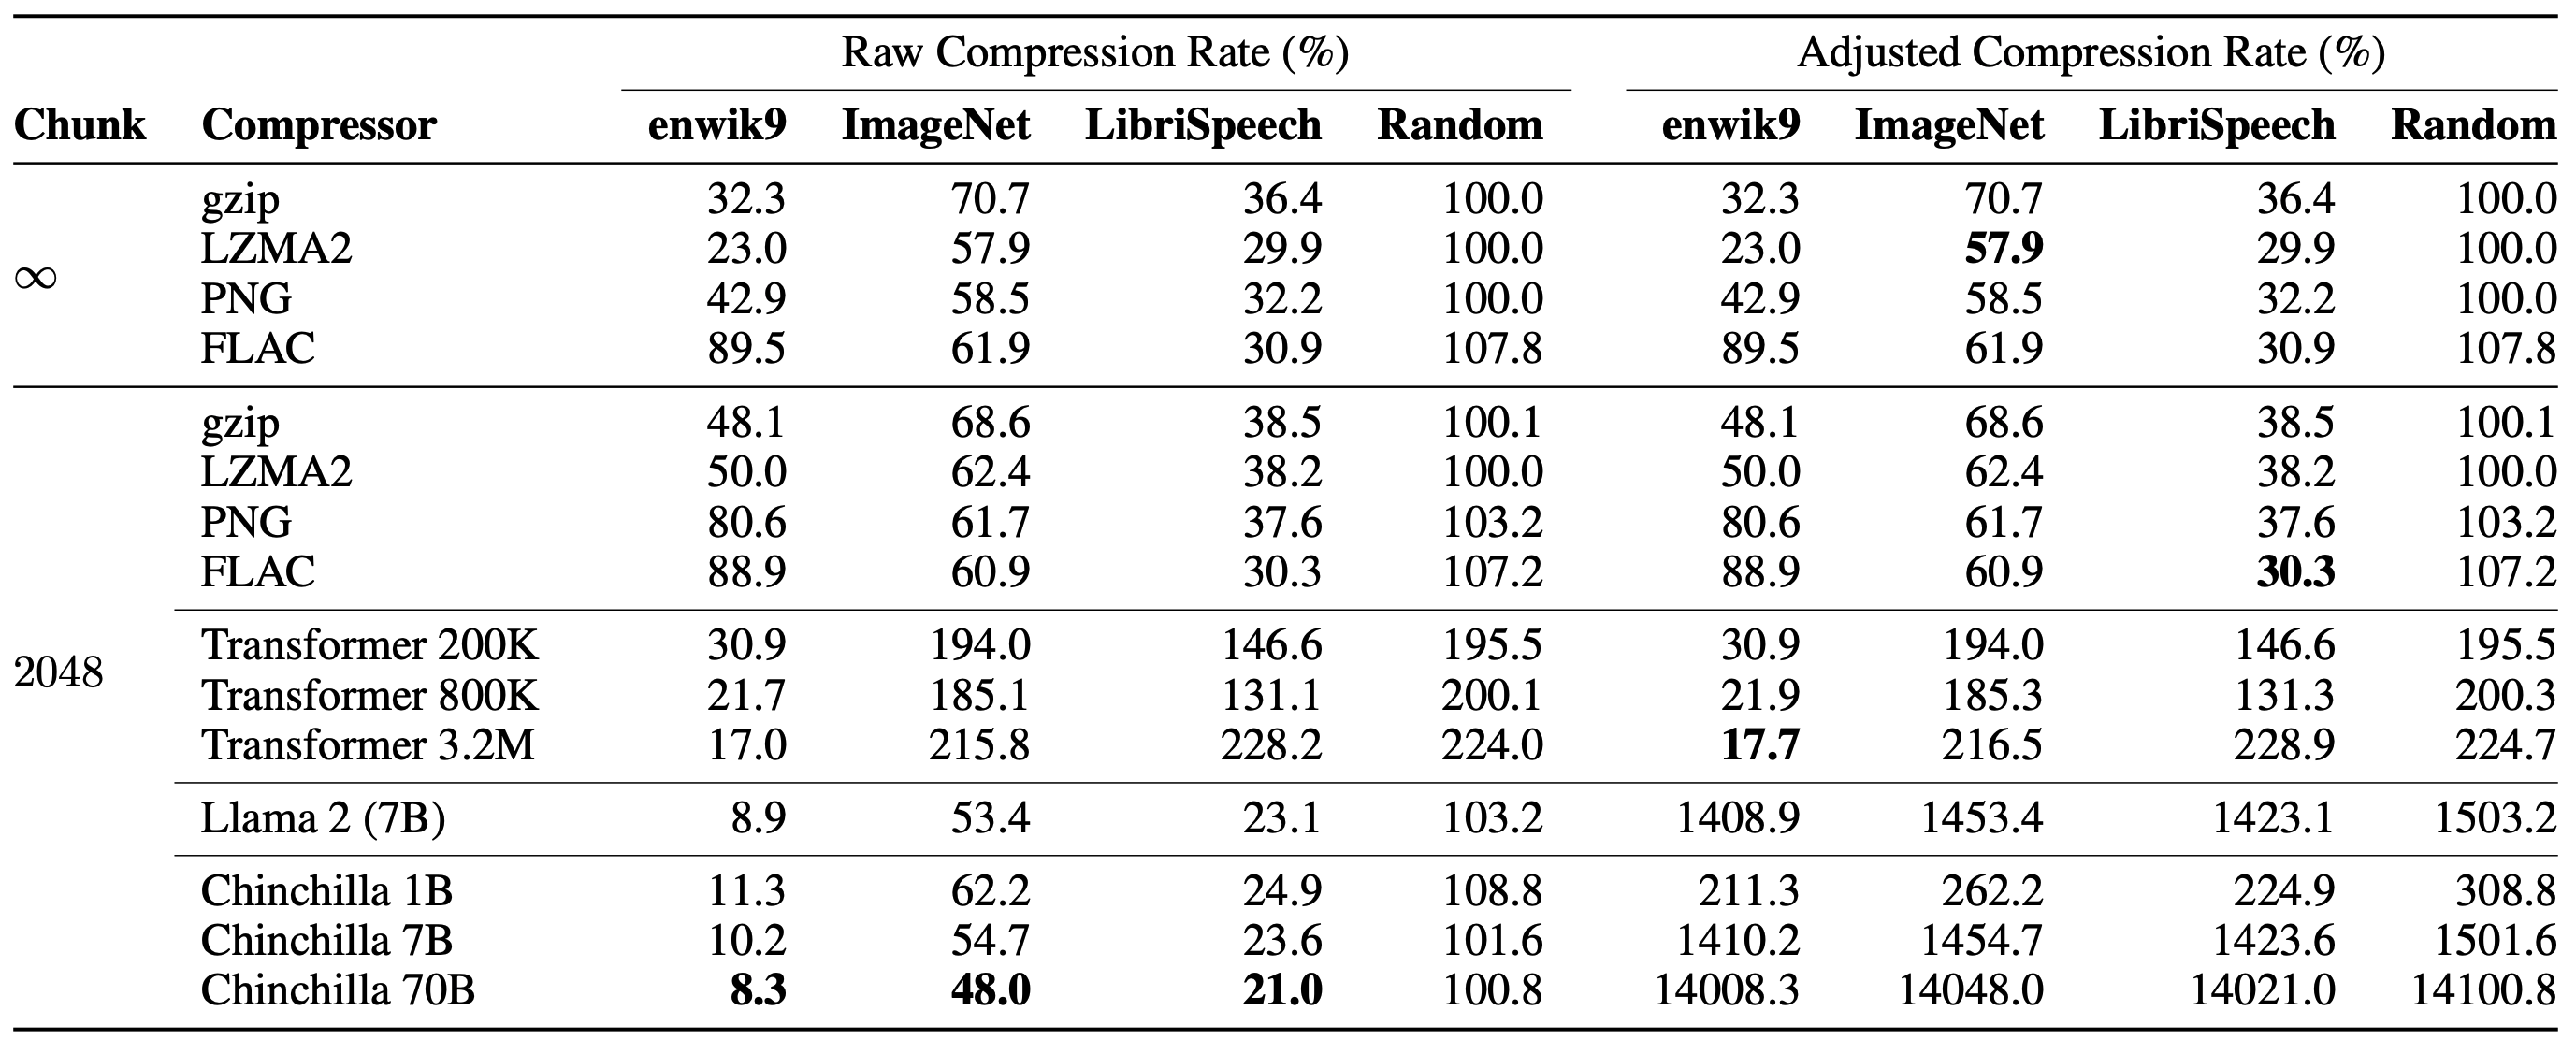 Raw Compression Rate (%) Adjusted Compression Rate (%)
Chunk Compressor enwik9 ImageNet LibriSpeech Random enwik9 ImageNet LibriSpeech Random
gzip 32.3 70.7 36.4 100.0 32.3 70.7 36.4 100.0
LZMA2 23.0 57.9 29.9 100.0 23.0 57.9 29.9 100.0
∞
PNG 42.9 58.5 32.2 100.0 42.9 58.5 32.2 100.0
FLAC 89.5 61.9 30.9 107.8 89.5 61.9 30.9 107.8
gzip 48.1 68.6 38.5 100.1 48.1 68.6 38.5 100.1
LZMA2 50.0 62.4 38.2 100.0 50.0 62.4 38.2 100.0
PNG 80.6 61.7 37.6 103.2 80.6 61.7 37.6 103.2
FLAC 88.9 60.9 30.3 107.2 88.9 60.9 30.3 107.2
Transformer 200K 30.9 194.0 146.6 195.5 30.9 194.0 146.6 195.5
2048
Transformer 800K 21.7 185.1 131.1 200.1 21.9 185.3 131.3 200.3
Transformer 3.2M 17.0 215.8 228.2 224.0 17.7 216.5 228.9 224.7
Llama 2 (7B) 8.9 53.4 23.1 103.2 1408.9 1453.4 1423.1 1503.2
Chinchilla 1B 11.3 62.2 24.9 108.8 211.3 262.2 224.9 308.8
Chinchilla 7B 10.2 54.7 23.6 101.6 1410.2 1454.7 1423.6 1501.6
Chinchilla 70B 8.3 48.0 21.0 100.8 14008.3 14048.0 14021.0 14100.8